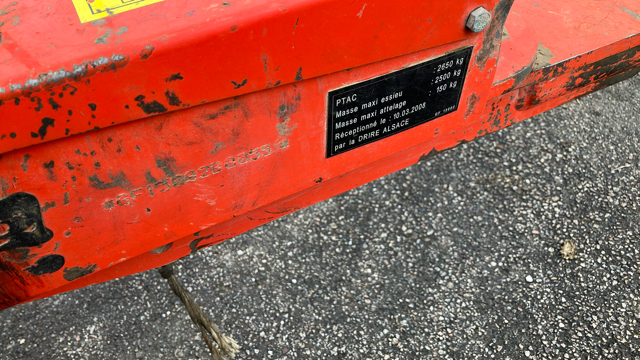 PTAC : 2650 kg
Masse maxi essieu : 2500 kg
Masse maxi attelage : 150 kg
Réceptionné le : 10.03.2008
par la DRIRE ALSACE